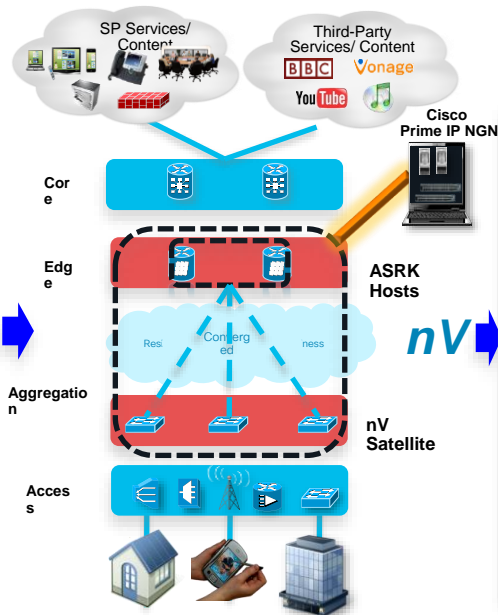 SP Services/
Content
Third-Party
Services/ Content
BBC
Vonage
YouTube
Cisco
Prime IP NGN
Cor
e
Edg
e
ASRK
Hosts
Resi
Converg
ed
ness
nV
Aggregatio
n
nV
Satellite
Acces
s